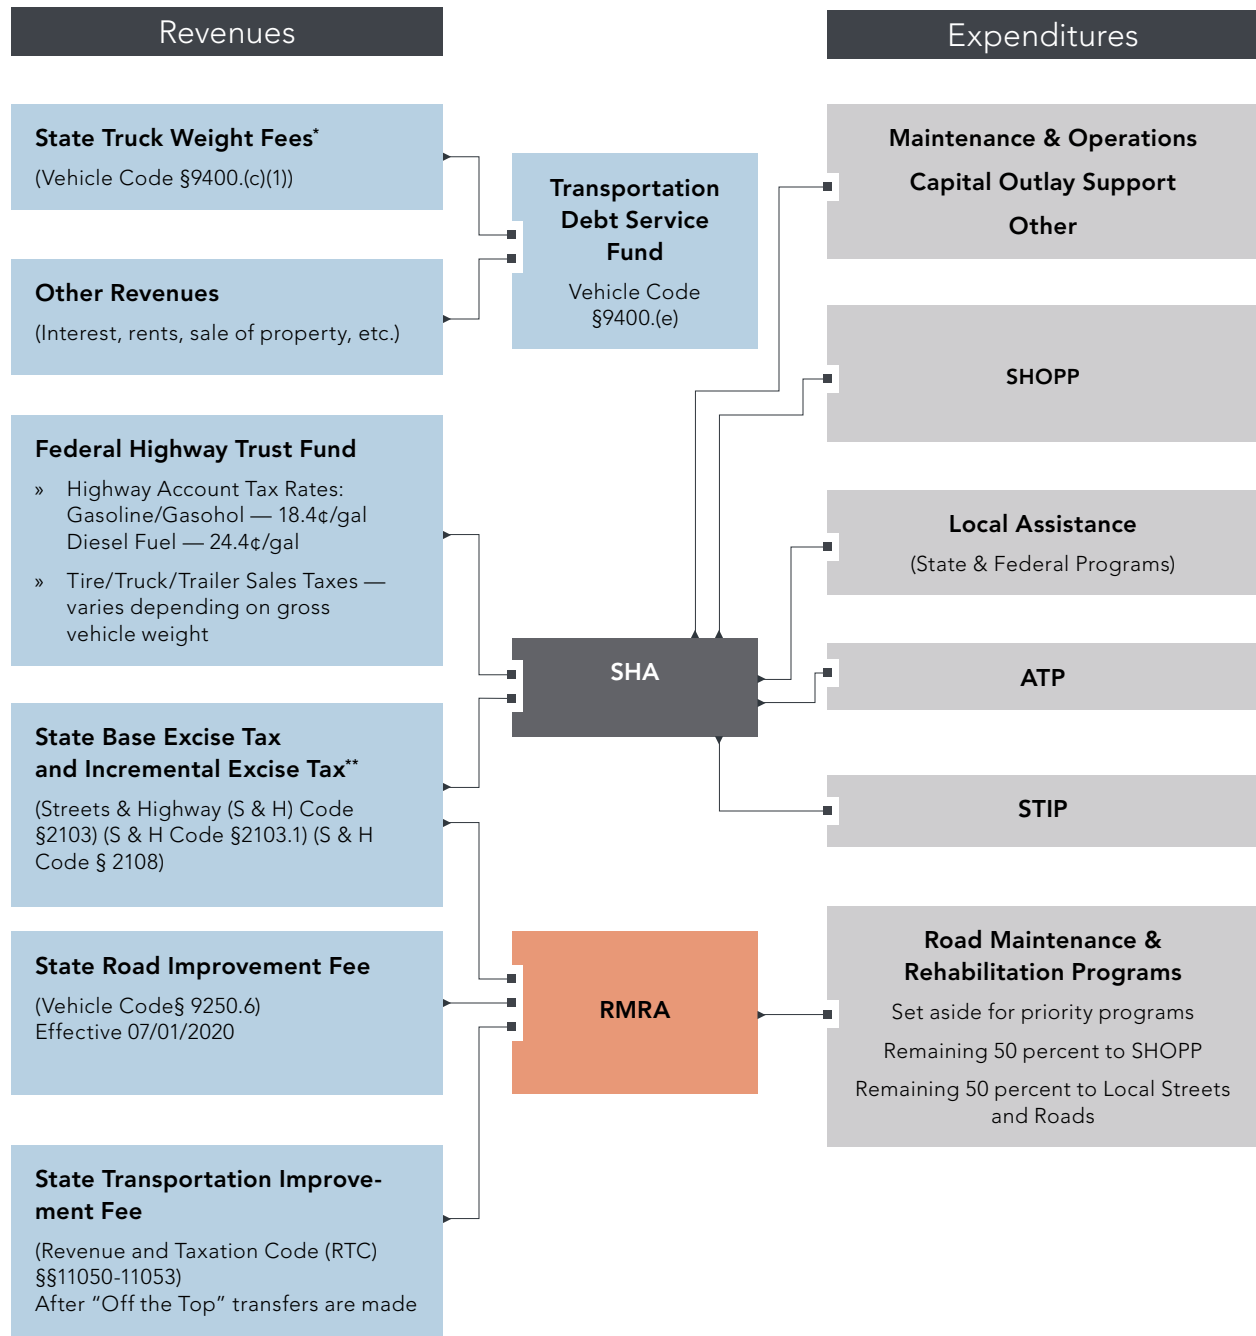 Revenues
State Truck Weight Fees*
(Vehicle Code §9400.(c)(1))
Other Revenues
(Interest, rents, sale of property, etc.)
Federal Highway Trust Fund
» Highway Account Tax Rates:
Gasoline/Gasohol — 18.4¢/gal
Diesel Fuel — 24.4¢/gal
» Tire/Truck/Trailer Sales Taxes —
varies depending on gross
vehicle weight
State Base Excise Tax
and Incremental Excise Tax**
(Streets & Highway (S & H) Code
§2103) (S & H Code §2103.1) (S & H
Code § 2108)
State Road Improvement Fee
(Vehicle Code§ 9250.6)
Effective 07/01/2020
State Transportation Improve-
ment Fee
(Revenue and Taxation Code (RTC)
§§11050-11053)
After “Off the Top” transfers are made
Transportation
Debt Service
Fund
Vehicle Code
§9400.(e)
SHA
RMRA
Expenditures
Maintenance & Operations
Capital Outlay Support
Other
SHOPP
Local Assistance
(State & Federal Programs)
ATP
STIP
Road Maintenance &
Rehabilitation Programs
Set aside for priority programs
Remaining 50 percent to SHOPP
Remaining 50 percent to Local Streets
and Roads